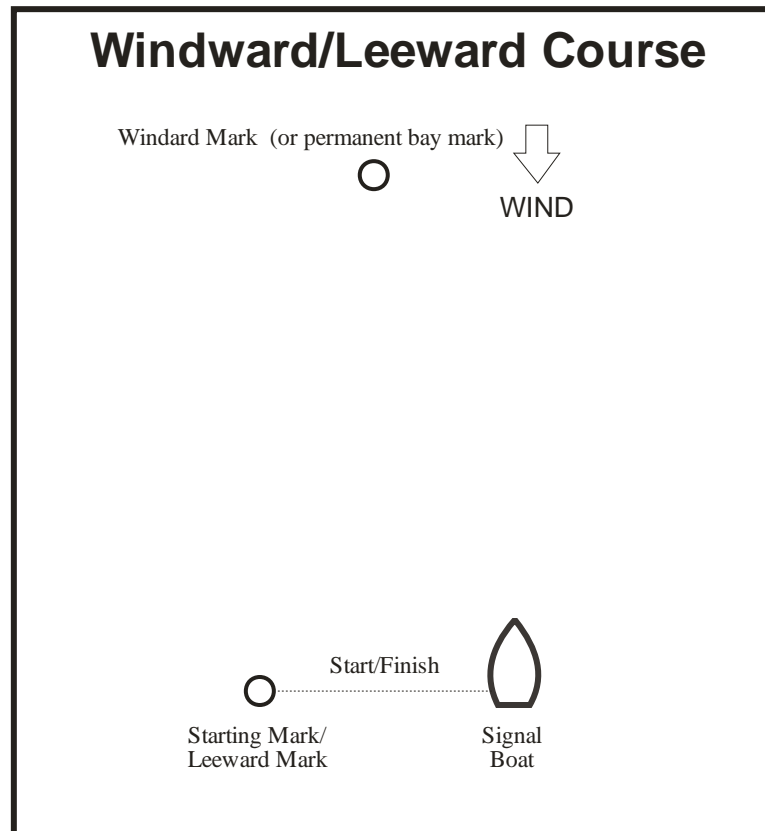 Windward/Leeward Course
Windard Mark (or permanent bay mark)
WIND
Start/Finish
Starting Mark/
Leeward Mark
Signal
Boat